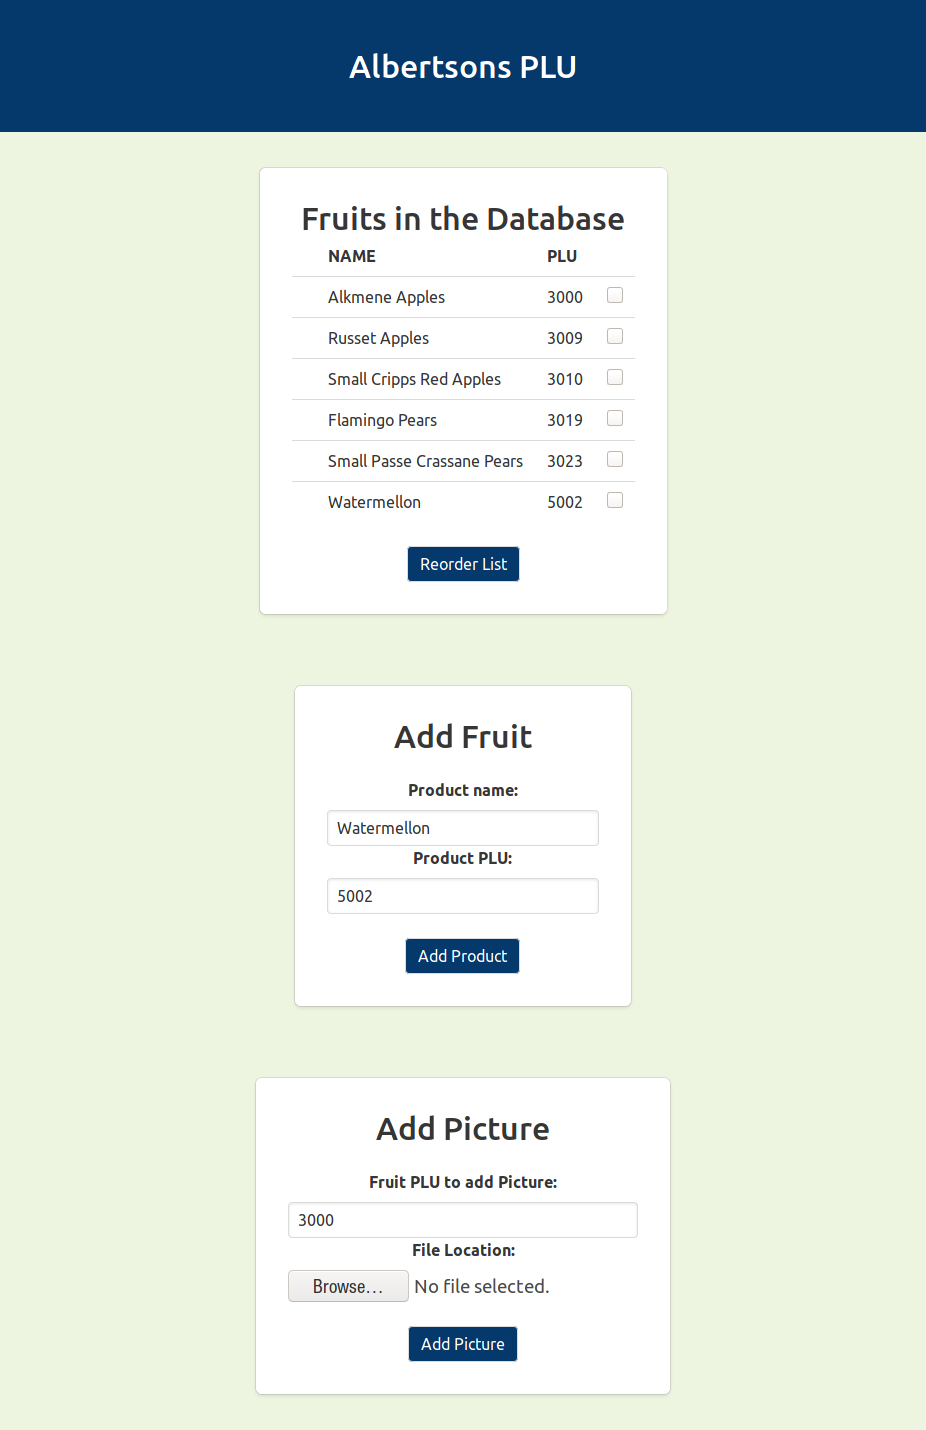 Albertsons PLU
Fruits in the Database
NAME PLU
Alkmene Apples 3000
Russet Apples 3009
Small Cripps Red Apples 3010
Flamingo Pears 3019
Small Passe Crassane Pears 3023
Watermellon 5002
Reorder List
Add Fruit
Product name:
Watermellon
Product PLU:
5002
Add Product
Add Picture
Fruit PLU to add Picture:
3000
File Location:
Browse... No file selected.
Add Picture